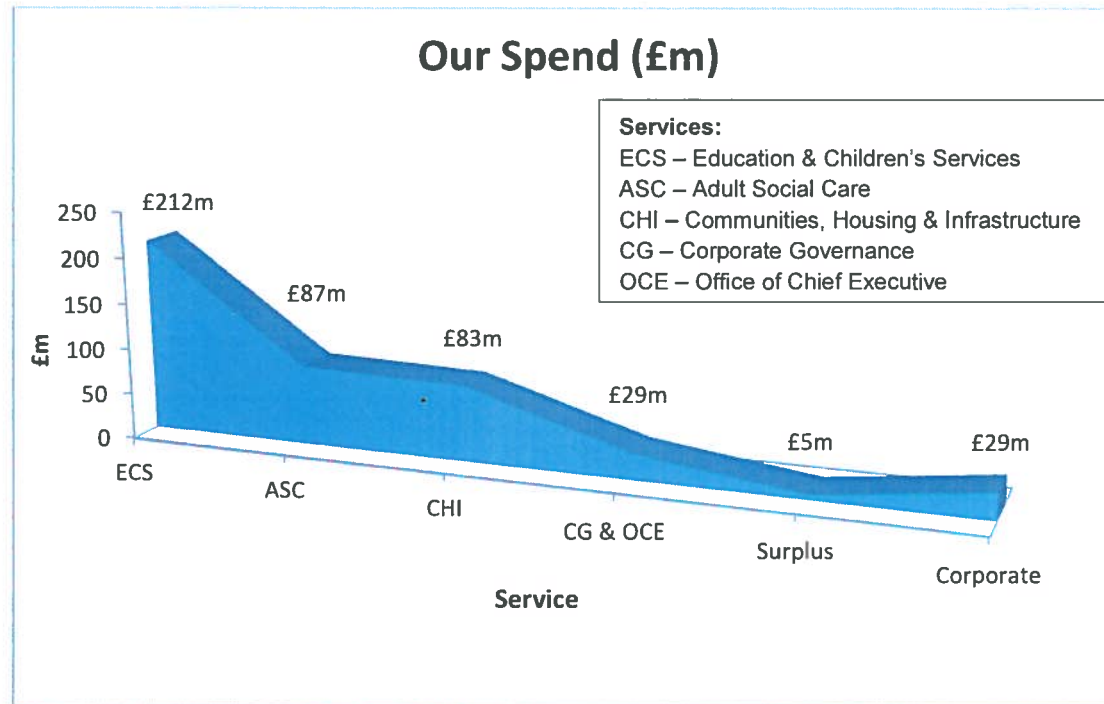 Our Spend (£m)
Services:
ECS – Education & Children's Services
ASC – Adult Social Care
CHI – Communities, Housing & Infrastructure
CG – Corporate Governance
OCE – Office of Chief Executive
£212m
£87m
£83m
£29m
£5m
£29m
250
200
150
100
50
0
£m
ECS
ASC
CHI
CG & OCE
Surplus
Corporate
Service